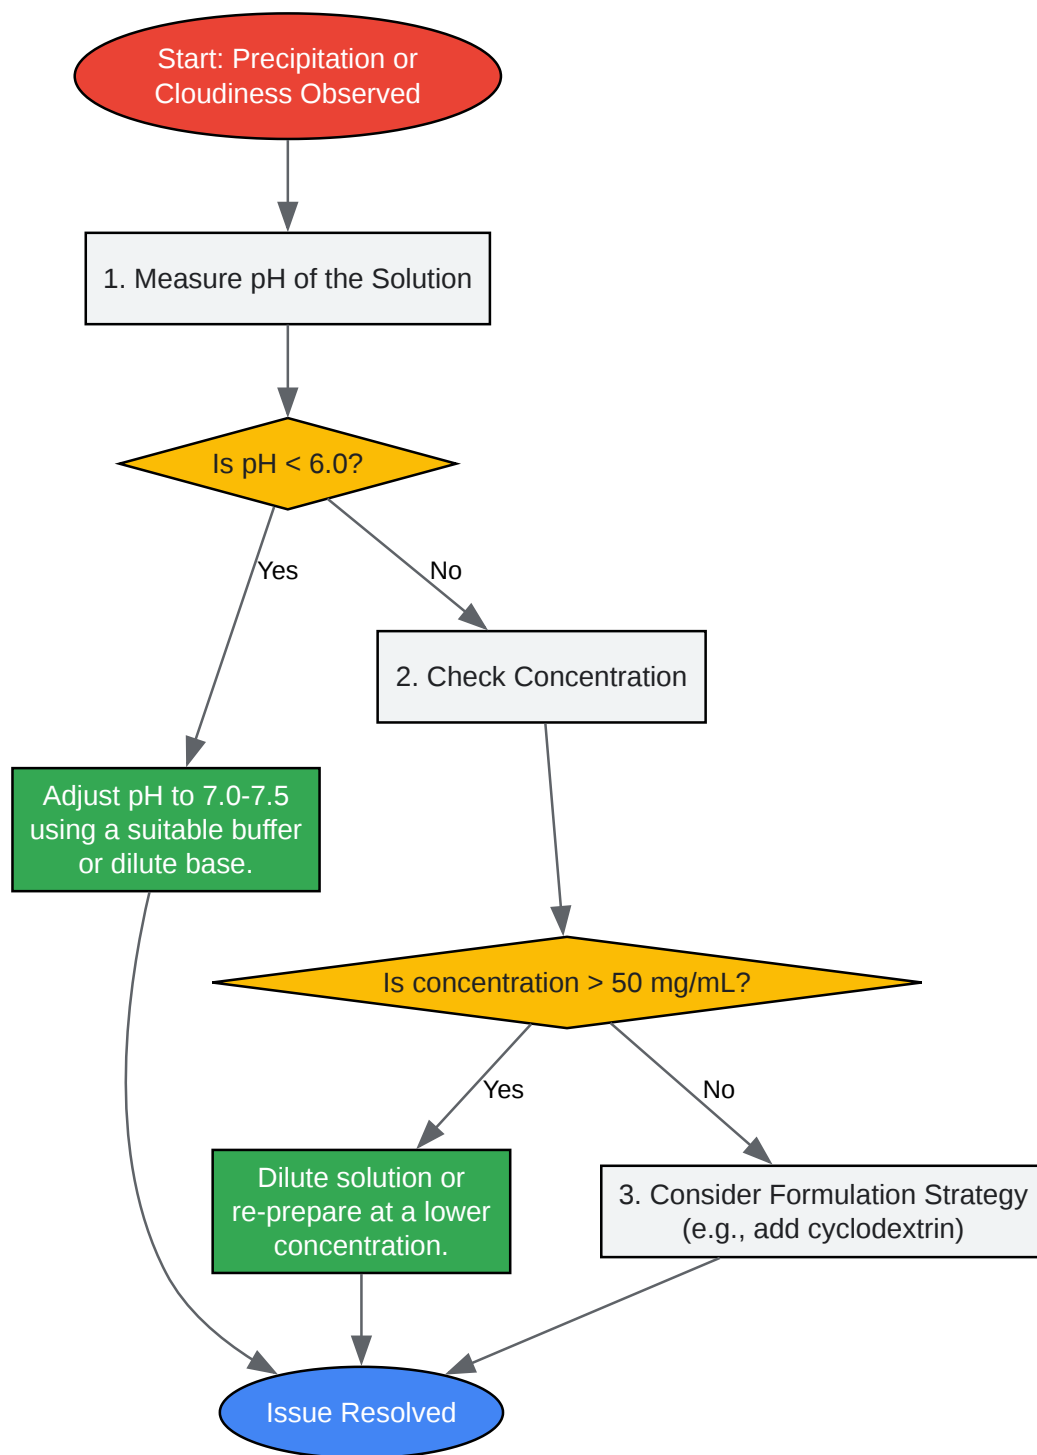 Start: Precipitation or
Cloudiness Observed
1. Measure pH of the Solution
Is pH < 6.0?
Yes
No
2. Check Concentration
Adjust pH to 7.0-7.5
using a suitable buffer
or dilute base.
Is concentration > 50 mg/mL?
Yes
No
Dilute solution or
re-prepare at a lower
concentration.
3. Consider Formulation Strategy
(e.g., add cyclodextrin)
Issue Resolved